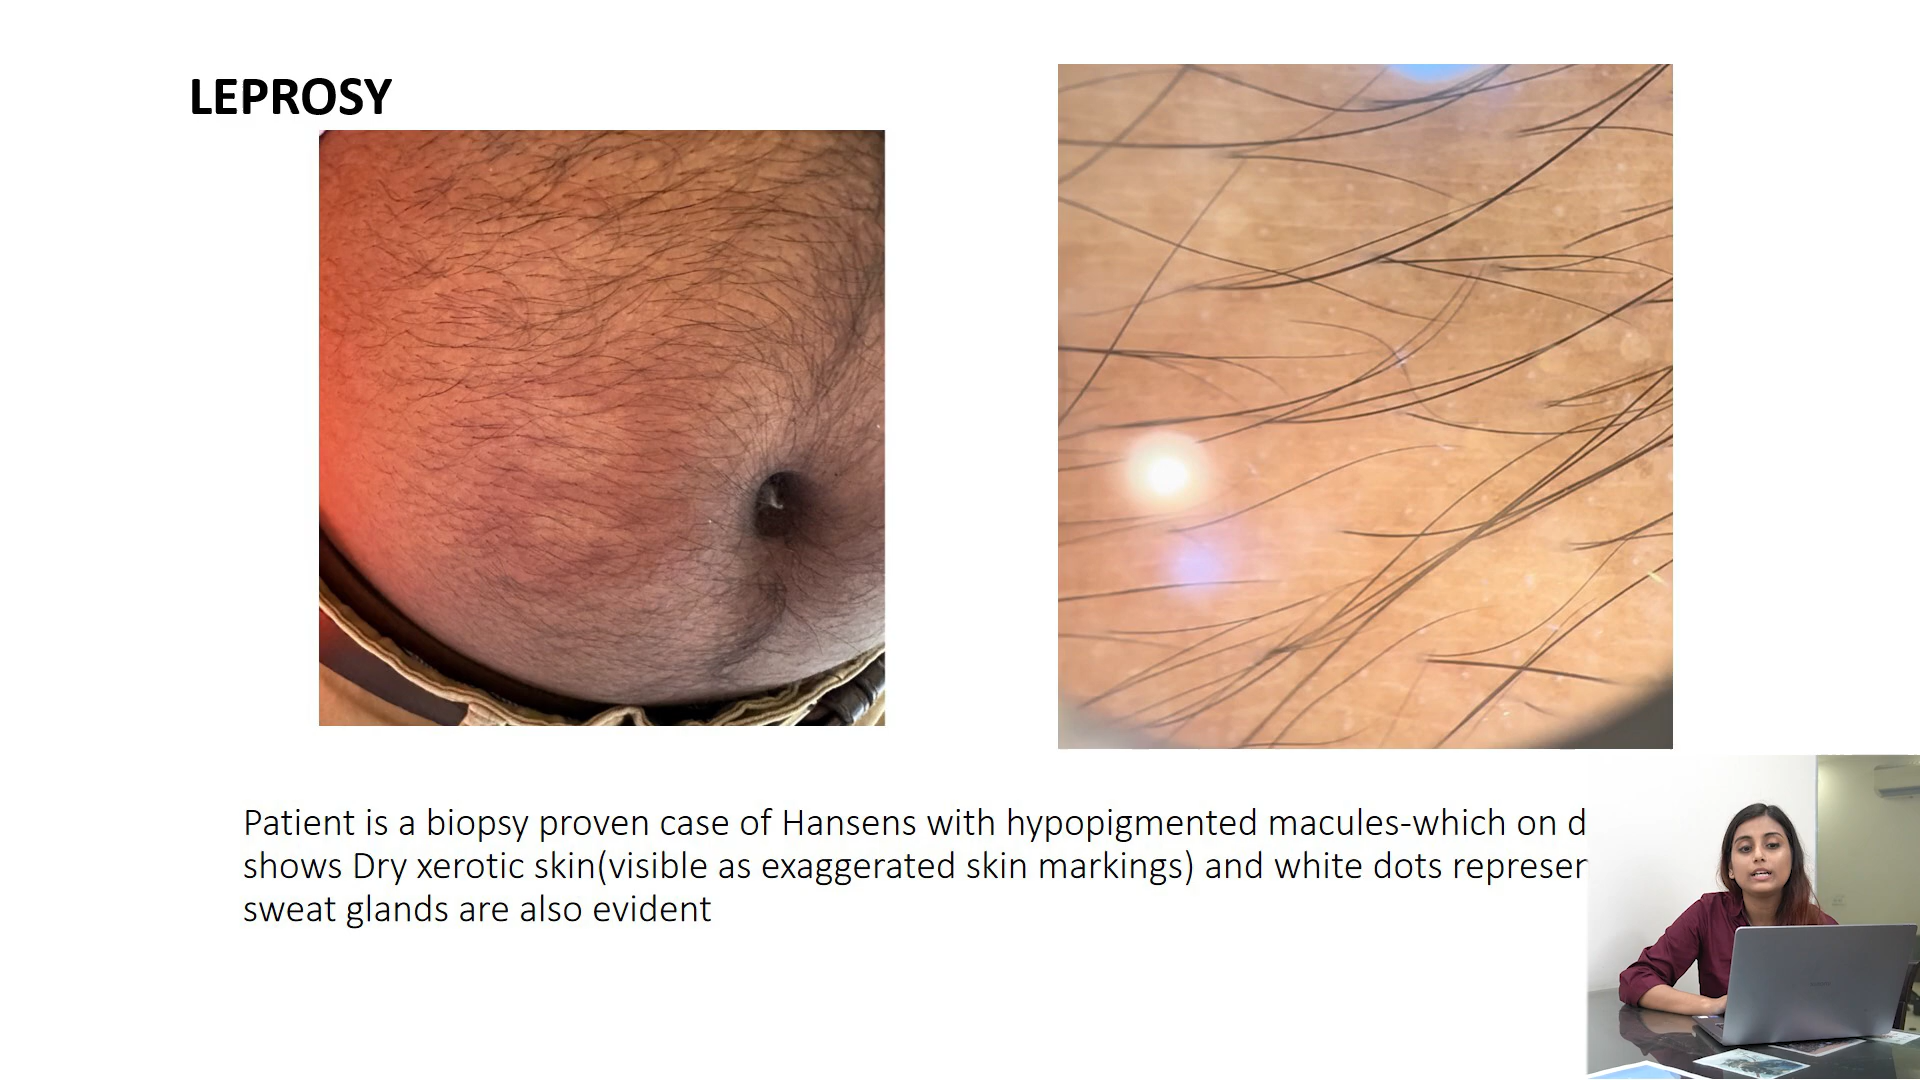 LEPROSY
Patient is a biopsy proven case of Hansens with hypopigmented macules-which on d
shows Dry xerotic skin(visible as exaggerated skin markings) and white dots represen
sweat glands are also evident